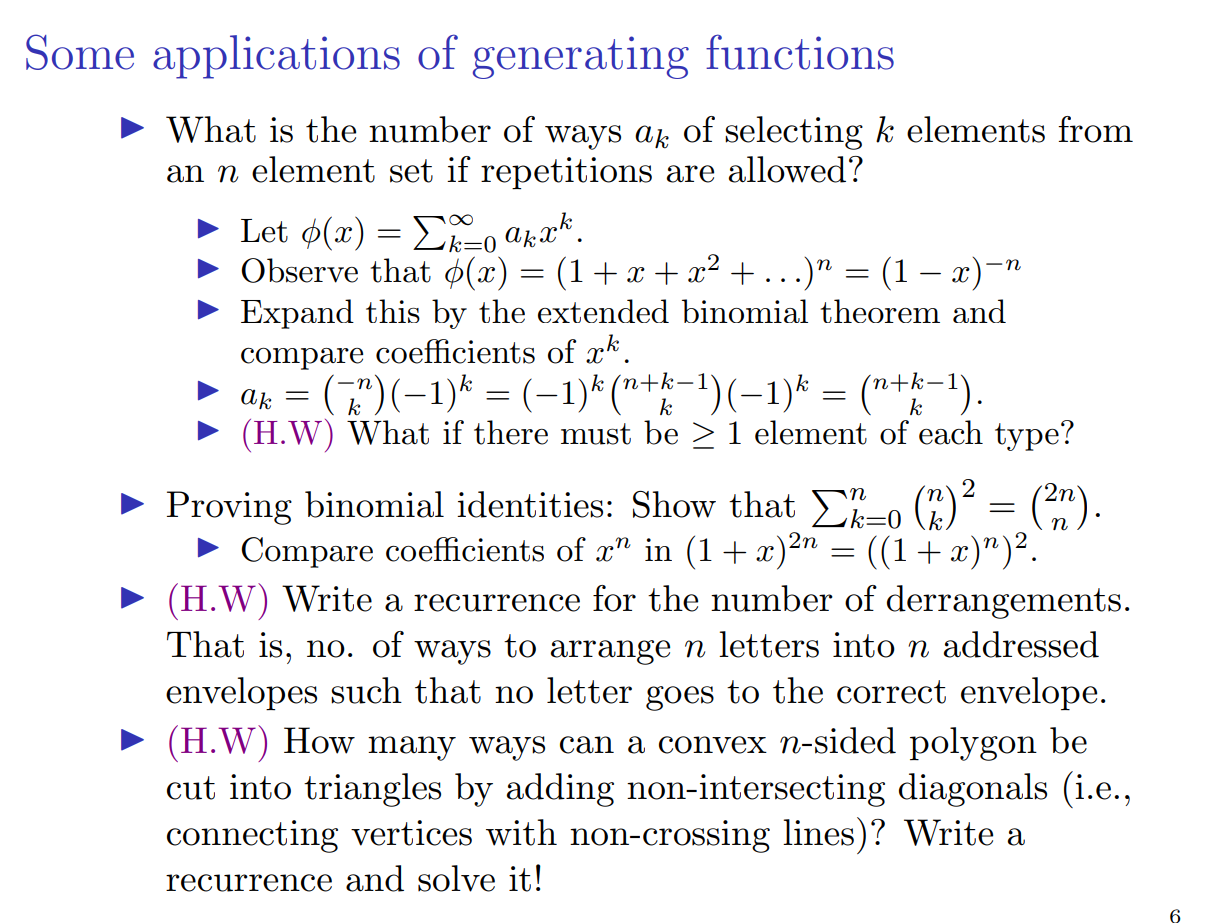 Some applications of generating functions
▶ What is the number of ways a_k of selecting k elements from
an n element set if repetitions are allowed?
▶ Let ϕ(x) = ∑_{k=0}^{∞} a_k x^k.
▶ Observe that ϕ(x) = (1 + x + x^2 + …)^n = (1 − x)^{−n}
▶ Expand this by the extended binomial theorem and
compare coefficients of x^k.
▶ a_k = \binom{−n}{k}(−1)^k = (−1)^k \binom{n+k−1}{k}(−1)^k = \binom{n+k−1}{k}.
▶ (H.W) What if there must be ≥ 1 element of each type?
▶ Proving binomial identities: Show that ∑_{k=0}^{n} \binom{n}{k}^2 = \binom{2n}{n}.
▶ Compare coefficients of x^n in (1 + x)^{2n} = ((1 + x)^n)^2.
▶ (H.W) Write a recurrence for the number of derrangements.
That is, no. of ways to arrange n letters into n addressed
envelopes such that no letter goes to the correct envelope.
▶ (H.W) How many ways can a convex n-sided polygon be
cut into triangles by adding non-intersecting diagonals (i.e.,
connecting vertices with non-crossing lines)? Write a
recurrence and solve it!
6